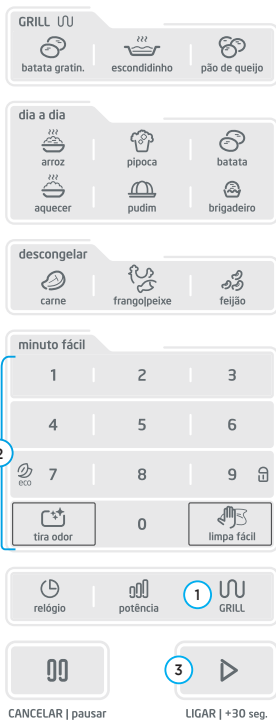 GRILL
batata gratin. escondidinho pão de queijo
dia a dia
arroz pipoca batata
aquecer pudim brigadeiro
descongelar
carne frango|peixe feijão
minuto fácil
1 2 3
4 5 6
2
eco 7 8 9
tira odor 0 limpa fácil
relógio potência 1 GRILL
3
CANCELAR | pausar LIGAR | +30 seg.